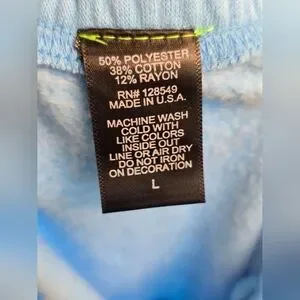 50% POLYESTER
38% COTTON
12% RAYON
RN# 128549
MADE IN U.S.A.
MACHINE WASH
COLD WITH
LIKE COLORS
INSIDE OUT
LINE OR AIR DRY
DO NOT IRON
ON DECORATION
L